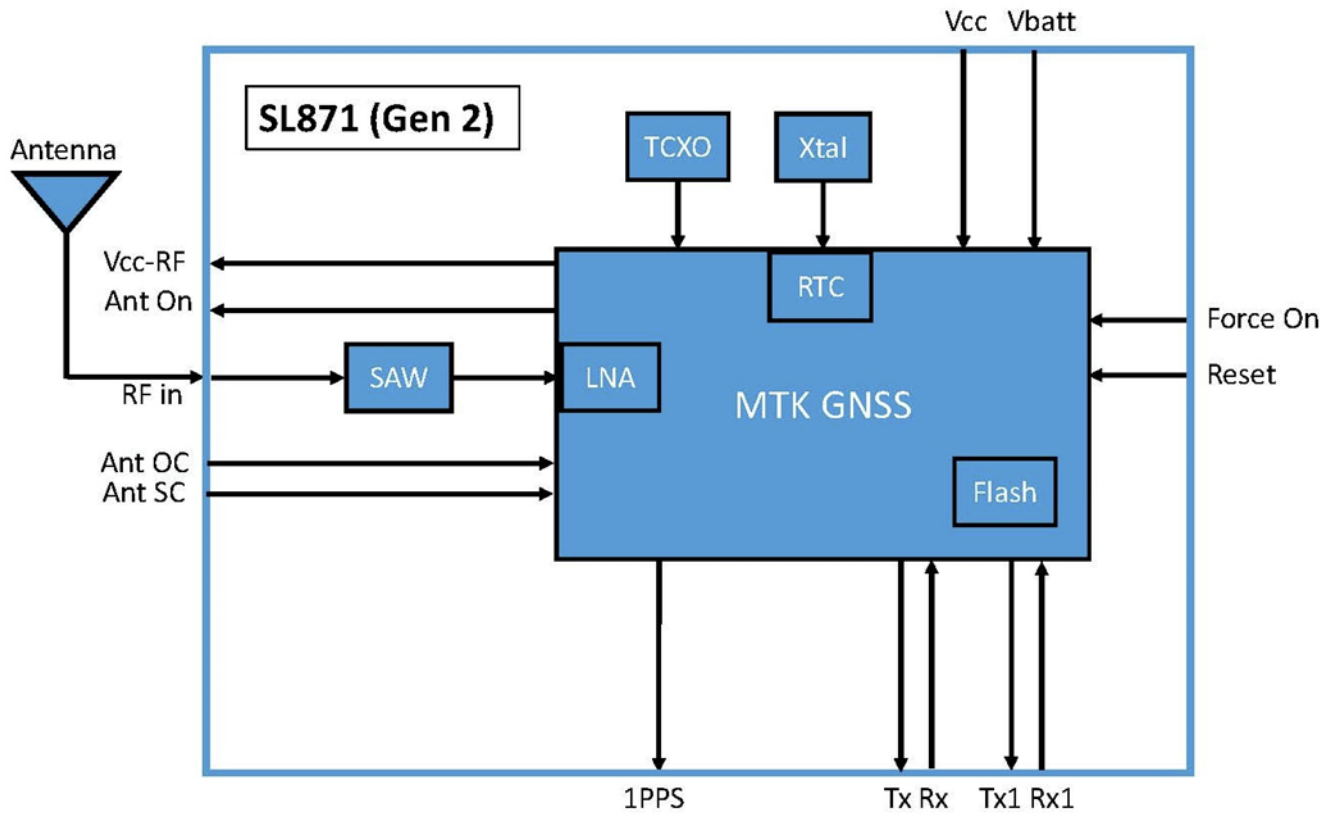 Vcc Vbatt
SL871 (Gen 2)
TCXO
Xtal
Antenna
Vcc-RF
RTC
Ant On
Force On
RF in
SAW
LNA
MTK GNSS
Reset
Ant OC
Ant SC
Flash
1PPS
Tx Rx
Tx1 Rx1